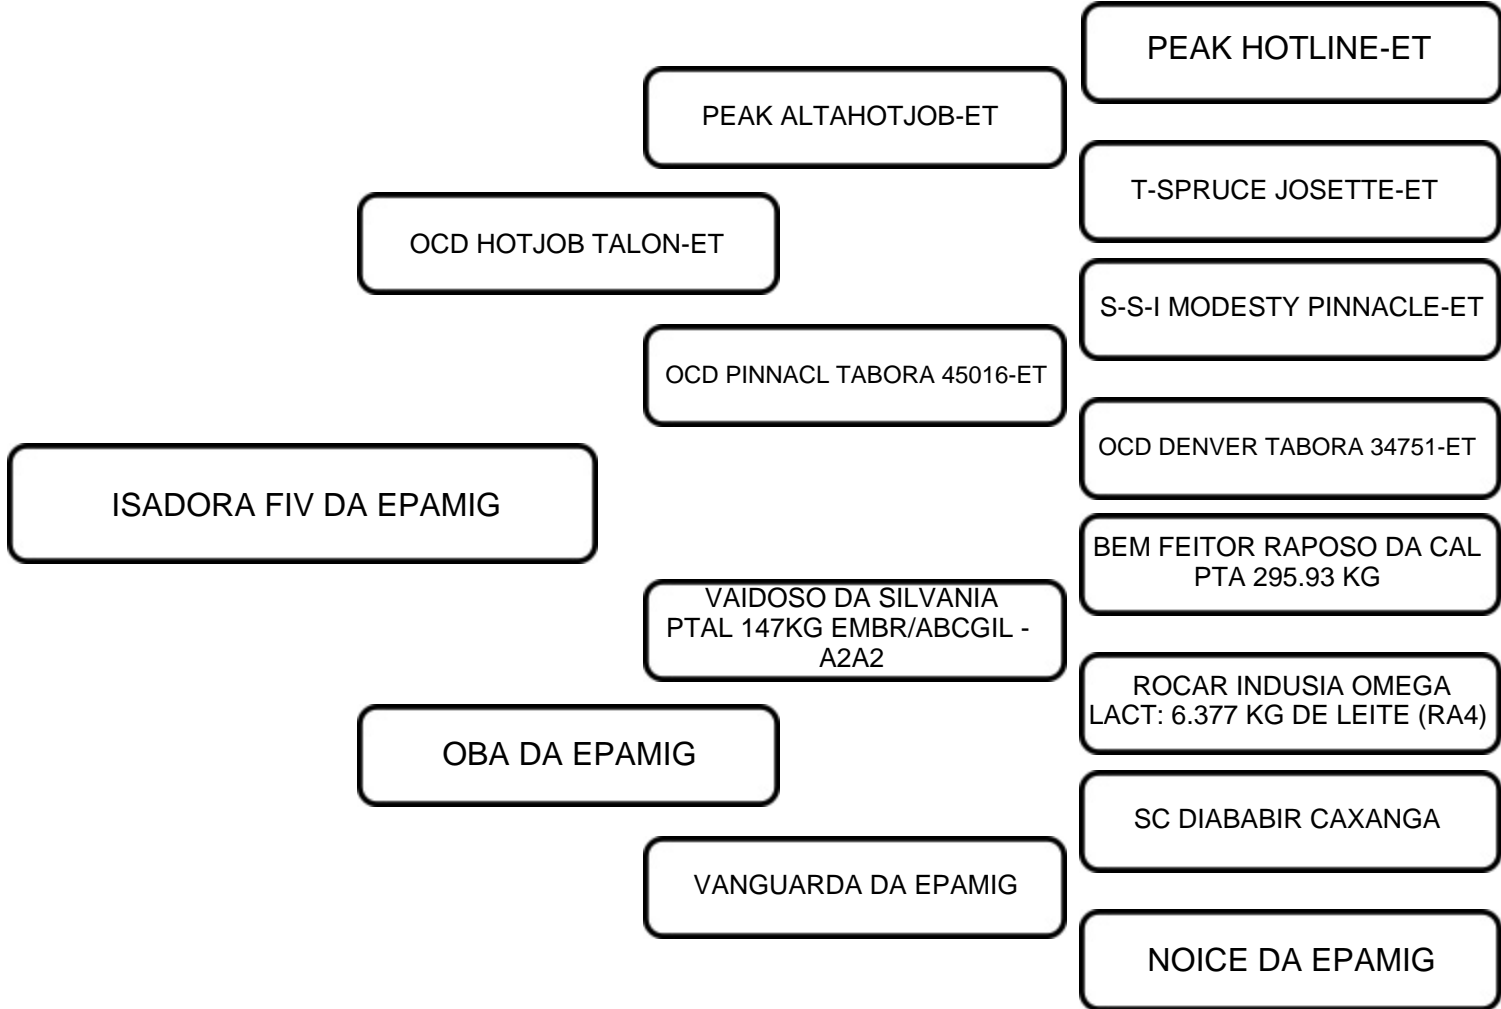 PEAK HOTLINE-ET
PEAK ALTAHOTJOB-ET
T-SPRUCE JOSETTE-ET
OCD HOTJOB TALON-ET
S-S-I MODESTY PINNACLE-ET
OCD PINNACL TABORA 45016-ET
OCD DENVER TABORA 34751-ET
ISADORA FIV DA EPAMIG
BEM FEITOR RAPOSO DA CAL
PTA 295.93 KG
VAIDOSO DA SILVANIA
PTAL 147KG EMBR/ABCGIL -
A2A2
ROCAR INDUSIA OMEGA
LACT: 6.377 KG DE LEITE (RA4)
OBA DA EPAMIG
SC DIABABIR CAXANGA
VANGUARDA DA EPAMIG
NOICE DA EPAMIG